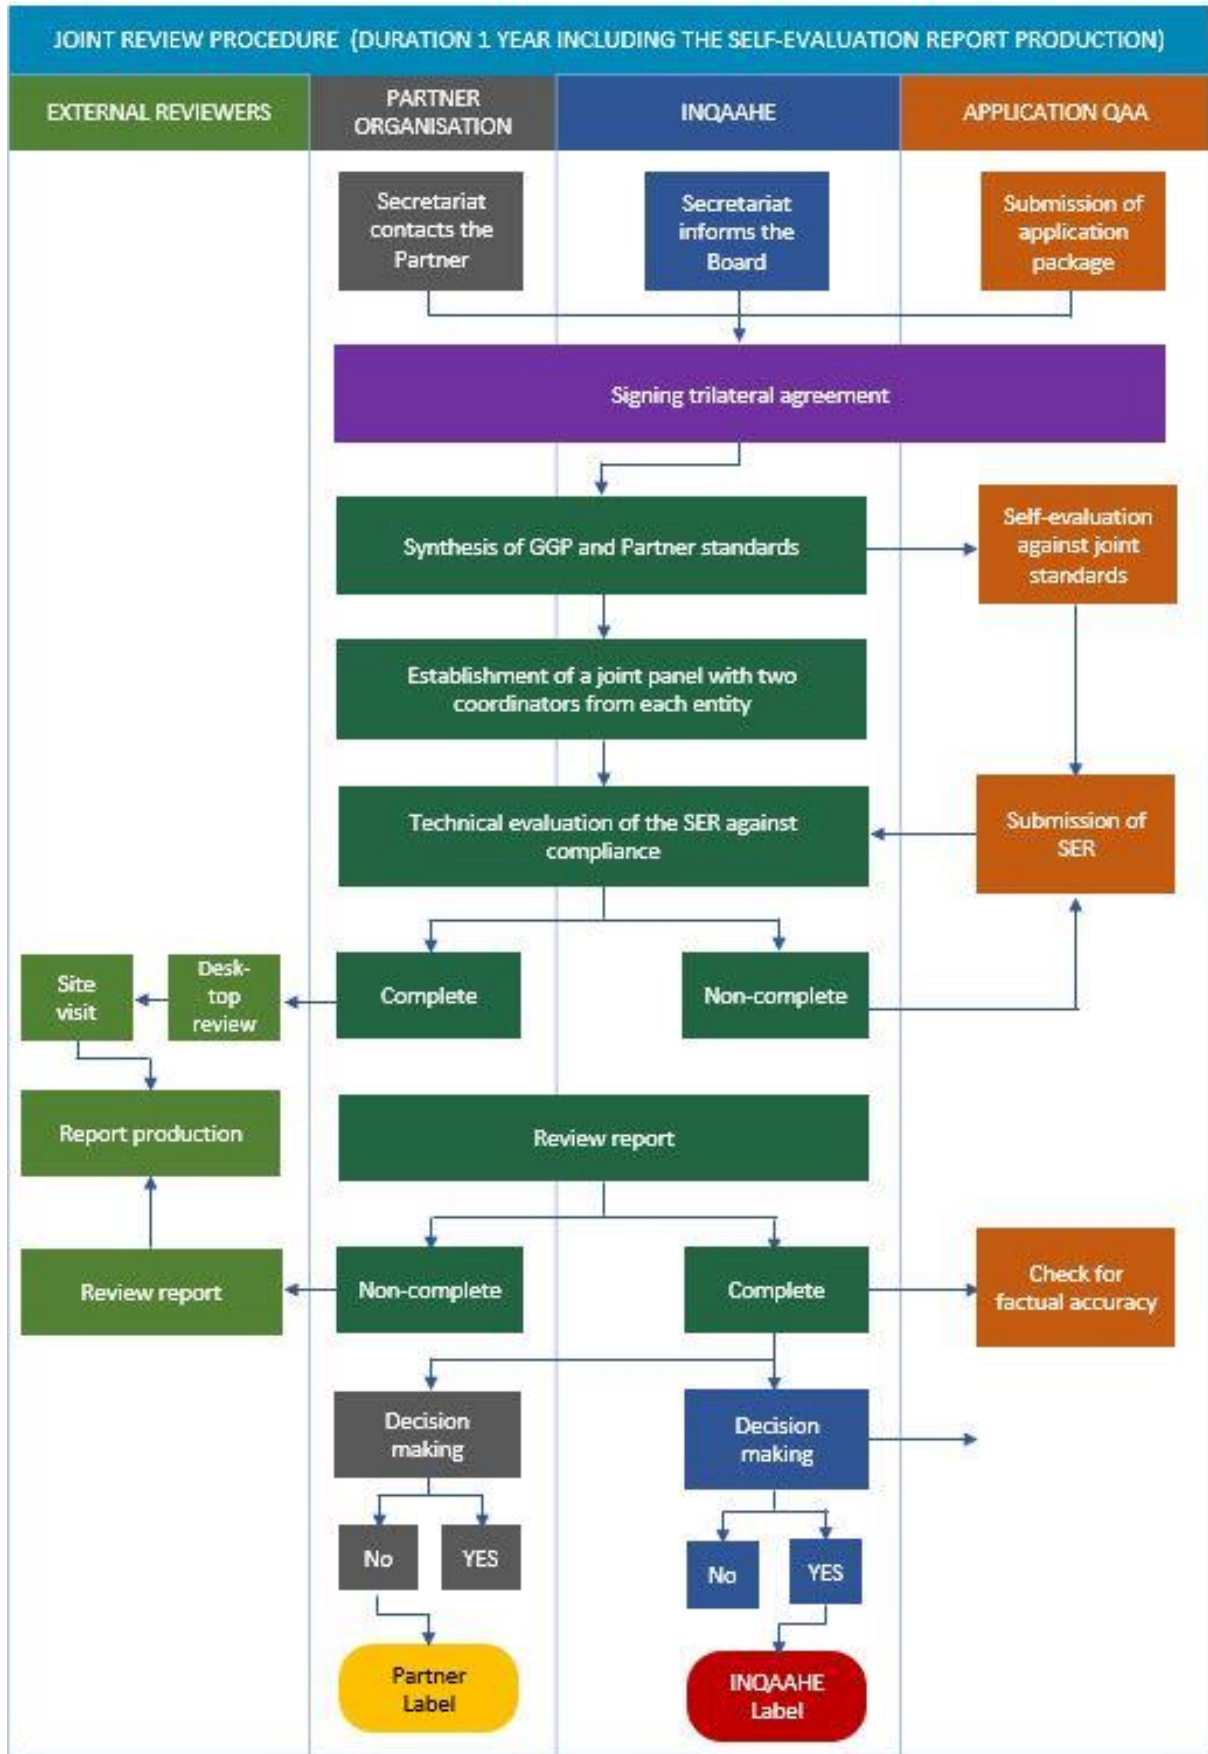 JOINT REVIEW PROCEDURE (DURATION 1 YEAR INCLUDING THE SELF-EVALUATION REPORT PRODUCTION)
EXTERNAL REVIEWERS
PARTNER
ORGANISATION
INQAAHE
APPLICATION QAA
Secretariat
contacts the
Partner
Secretariat
informs the
Board
Submission of
application
package
Signing trilateral agreement
Synthesis of GGP and Partner standards
Self-evaluation
against joint
standards
Establishment of a joint panel with two
coordinators from each entity
Technical evaluation of the SER against
compliance
Submission of
SER
Site
visit
Desk-
top
review
Complete
Non-complete
Report production
Review report
Review report
Non-complete
Complete
Check for
factual accuracy
Decision
making
Decision
making
No
YES
No
YES
Partner
Label
INQAAHE
Label